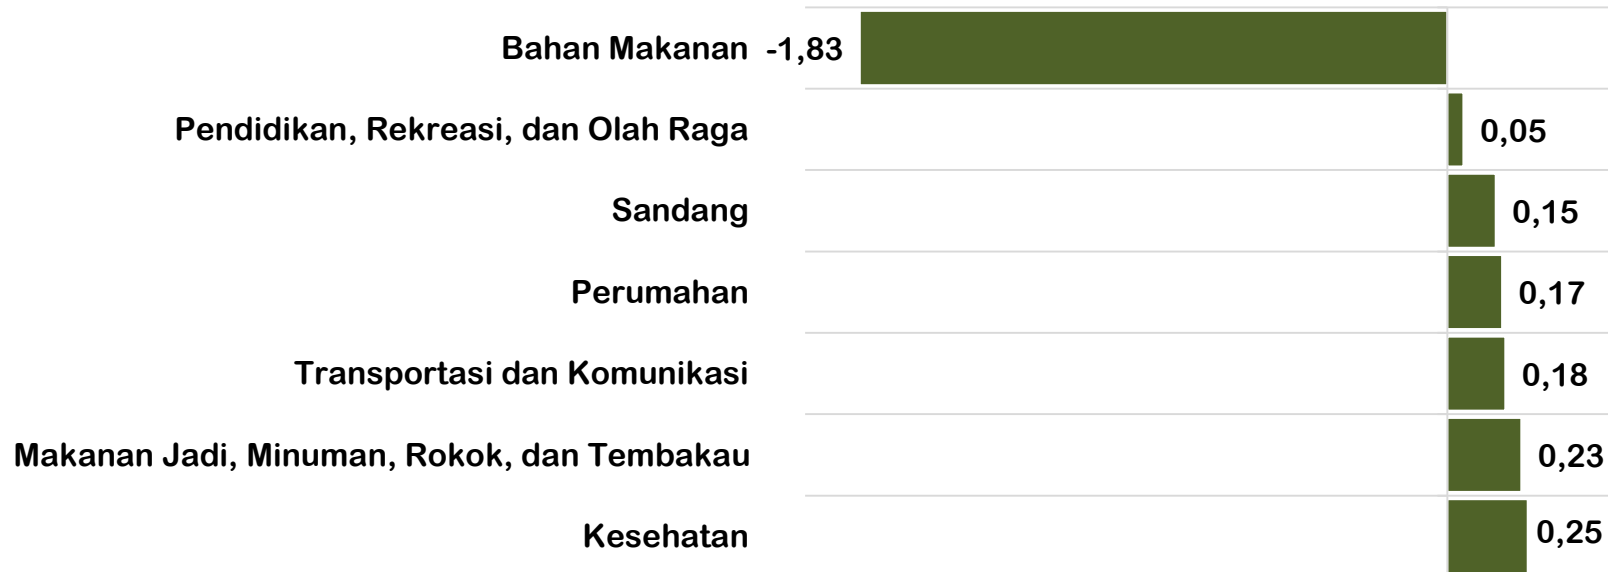 Bahan Makanan -1,83
Pendidikan, Rekreasi, dan Olah Raga 0,05
Sandang 0,15
Perumahan 0,17
Transportasi dan Komunikasi 0,18
Makanan Jadi, Minuman, Rokok, dan Tembakau 0,23
Kesehatan 0,25